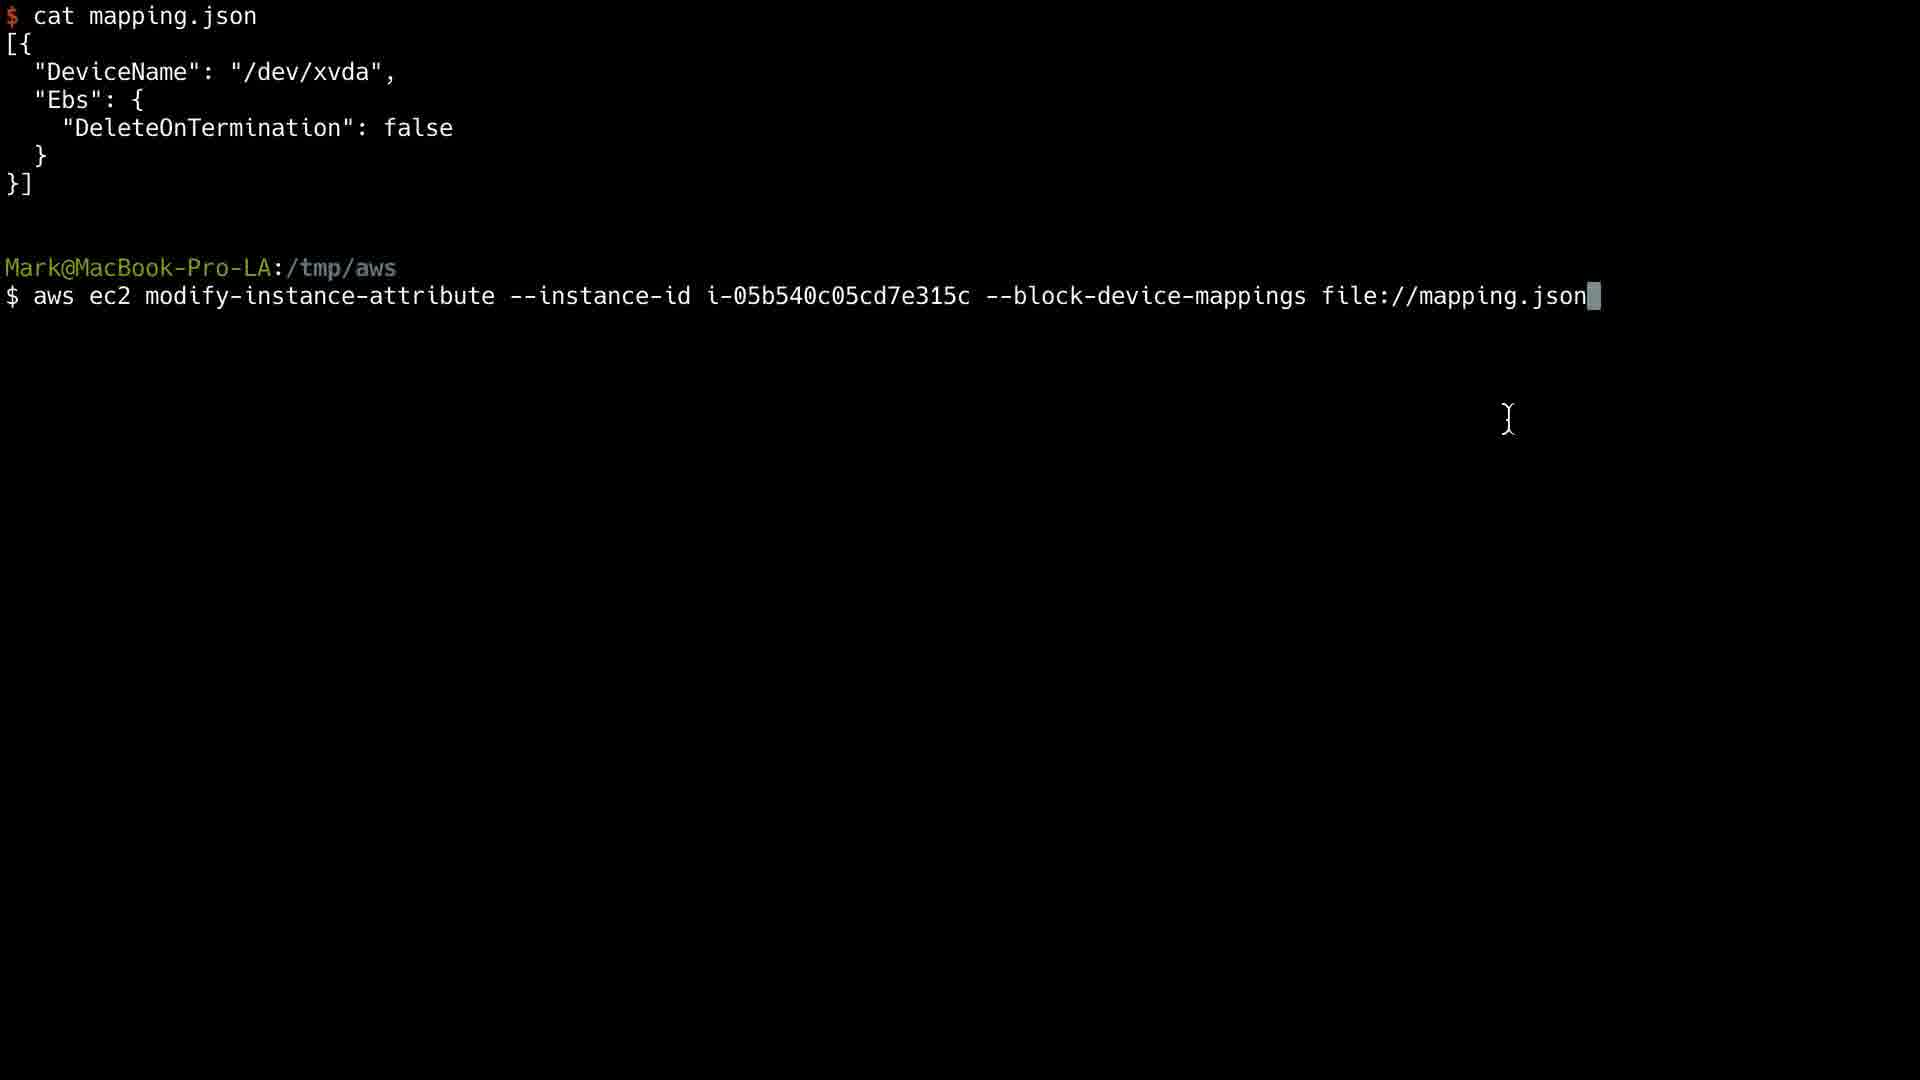 $ cat mapping.json
[{
  "DeviceName": "/dev/xvda",
  "Ebs": {
    "DeleteOnTermination": false
  }
}]
Mark@MacBook-Pro-LA:/tmp/aws
$ aws ec2 modify-instance-attribute --instance-id i-05b540c05cd7e315c --block-device-mappings file://mapping.json